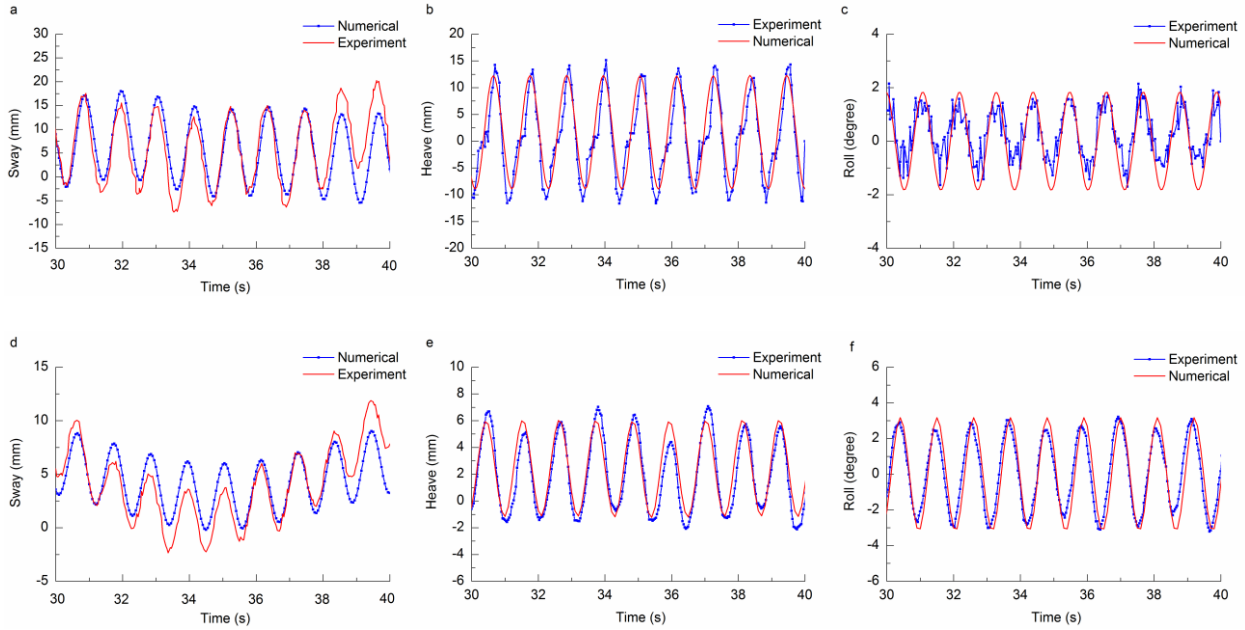 a
Numerical
Experiment
Sway (mm)
30
25
20
15
10
5
0
-5
-10
-15
30 32 34 36 38 40
Time (s)
b
Experiment
Numerical
Heave (mm)
20
15
10
5
0
-5
-10
-15
-20
30 32 34 36 38 40
Time (s)
c
Experiment
Numerical
Roll (degree)
4
2
0
-2
-4
30 32 34 36 38 40
Time (s)
d
Numerical
Experiment
Sway (mm)
15
10
5
0
-5
30 32 34 36 38 40
Time (s)
e
Experiment
Numerical
Heave (mm)
10
8
6
4
2
0
-2
-4
-6
30 32 34 36 38 40
Time (s)
f
Experiment
Numerical
Roll (degree)
6
4
2
0
-2
-4
-6
30 32 34 36 38 40
Time (s)